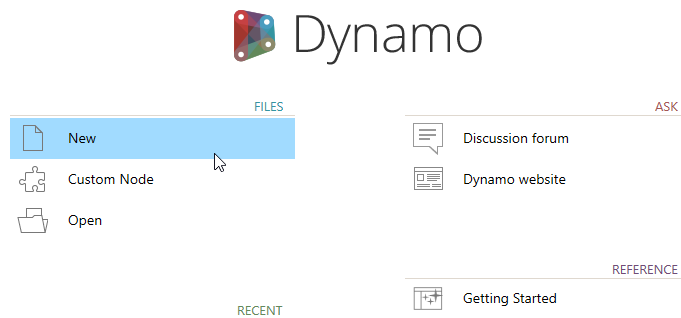 Dynamo
FILES
New
Custom Node
Open
RECENT
ASK
Discussion forum
Dynamo website
REFERENCE
Getting Started